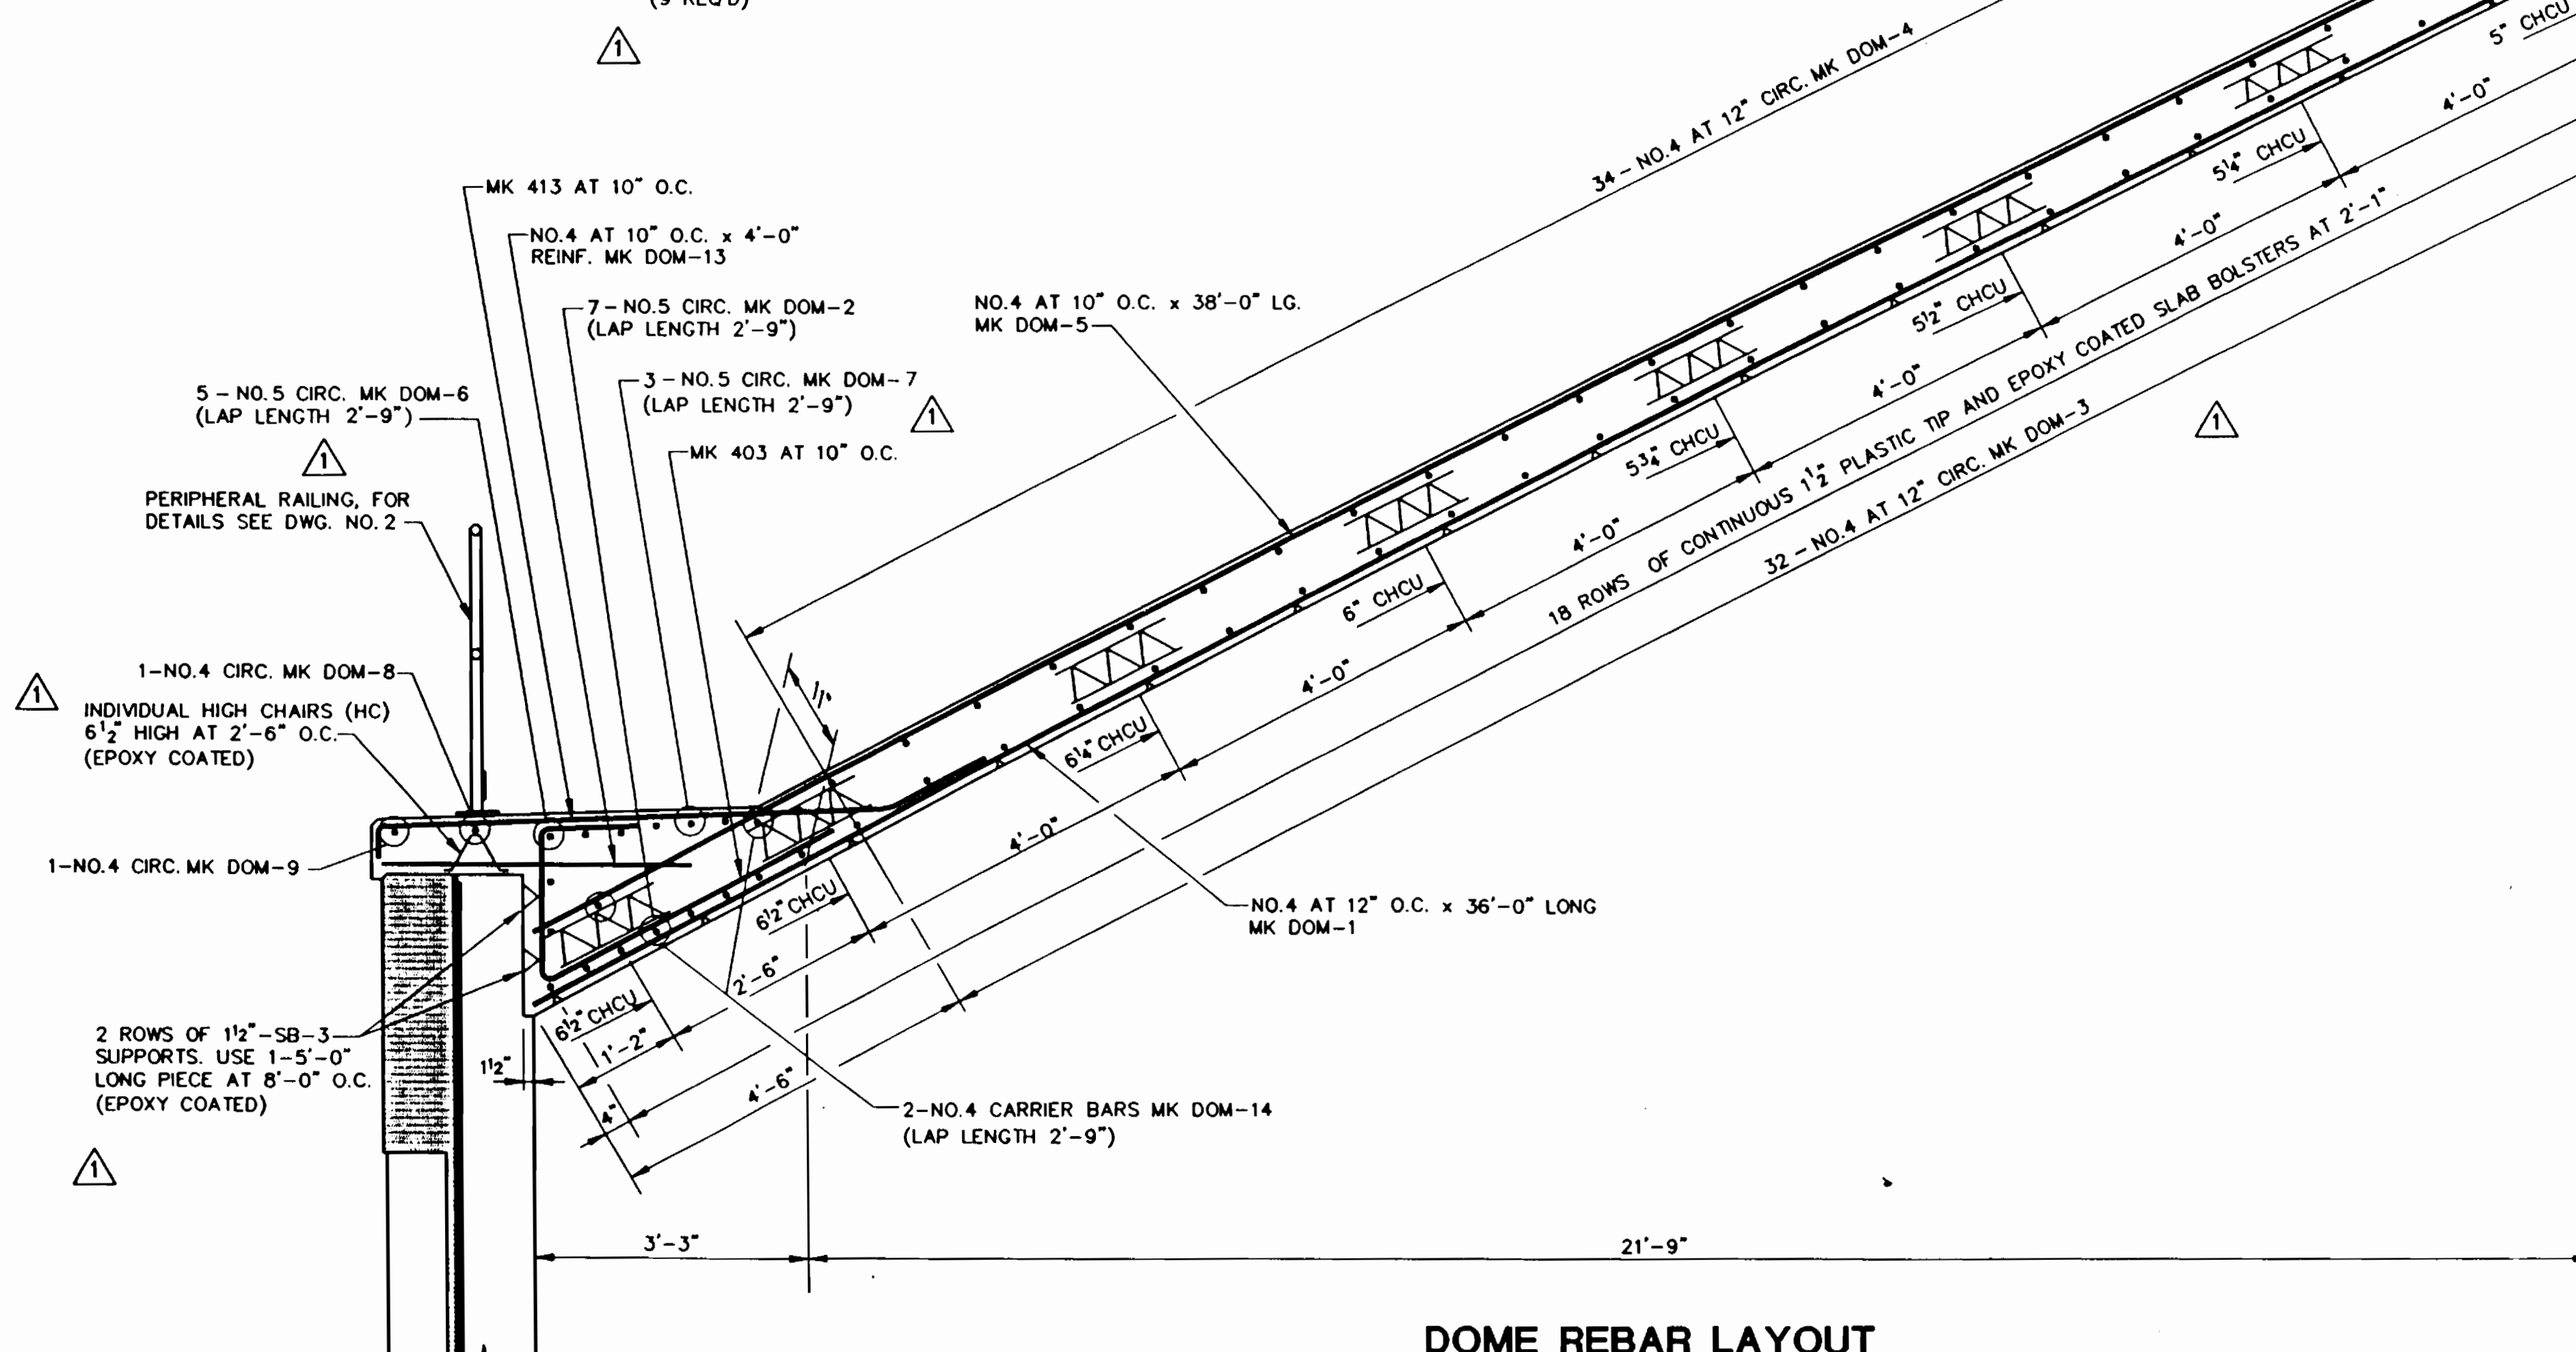 (9 REQ'D)
1
34-NO.4 AT 12" CIRC. MK DOM-4
5" CHCU
4'-0"
5¼" CHCU
4'-0"
5½" CHCU
4'-0"
5¾" CHCU
4'-0"
6" CHCU
4'-0"
6¼" CHCU
4'-0"
6½" CHCU
2'-6"
6½" CHCU
1'-2"
4"
4'-6"
11"
18 ROWS OF CONTINUOUS 1½" PLASTIC TIP AND EPOXY COATED SLAB BOLSTERS AT 2'-1"
32-NO.4 AT 12" CIRC. MK DOM-3
1
MK 413 AT 10" O.C.
NO.4 AT 10" O.C. x 4'-0"
REINF. MK DOM-13
7-NO.5 CIRC. MK DOM-2
(LAP LENGTH 2'-9")
3-NO.5 CIRC. MK DOM-7
(LAP LENGTH 2'-9")
1
MK 403 AT 10" O.C.
NO.4 AT 10" O.C. x 38'-0" LG.
MK DOM-5
5-NO.5 CIRC. MK DOM-6
(LAP LENGTH 2'-9")
1
PERIPHERAL RAILING, FOR
DETAILS SEE DWG. NO. 2
1-NO.4 CIRC. MK DOM-8
1
INDIVIDUAL HIGH CHAIRS (HC)
6½" HIGH AT 2'-6" O.C.
(EPOXY COATED)
1-NO.4 CIRC. MK DOM-9
NO.4 AT 12" O.C. x 36'-0" LONG
MK DOM-1
2 ROWS OF 1½"-SB-3
SUPPORTS. USE 1-5'-0"
LONG PIECE AT 8'-0" O.C.
(EPOXY COATED)
1
1½"
2-NO.4 CARRIER BARS MK DOM-14
(LAP LENGTH 2'-9")
3'-3"
21'-9"
DOME REBAR LAYOUT